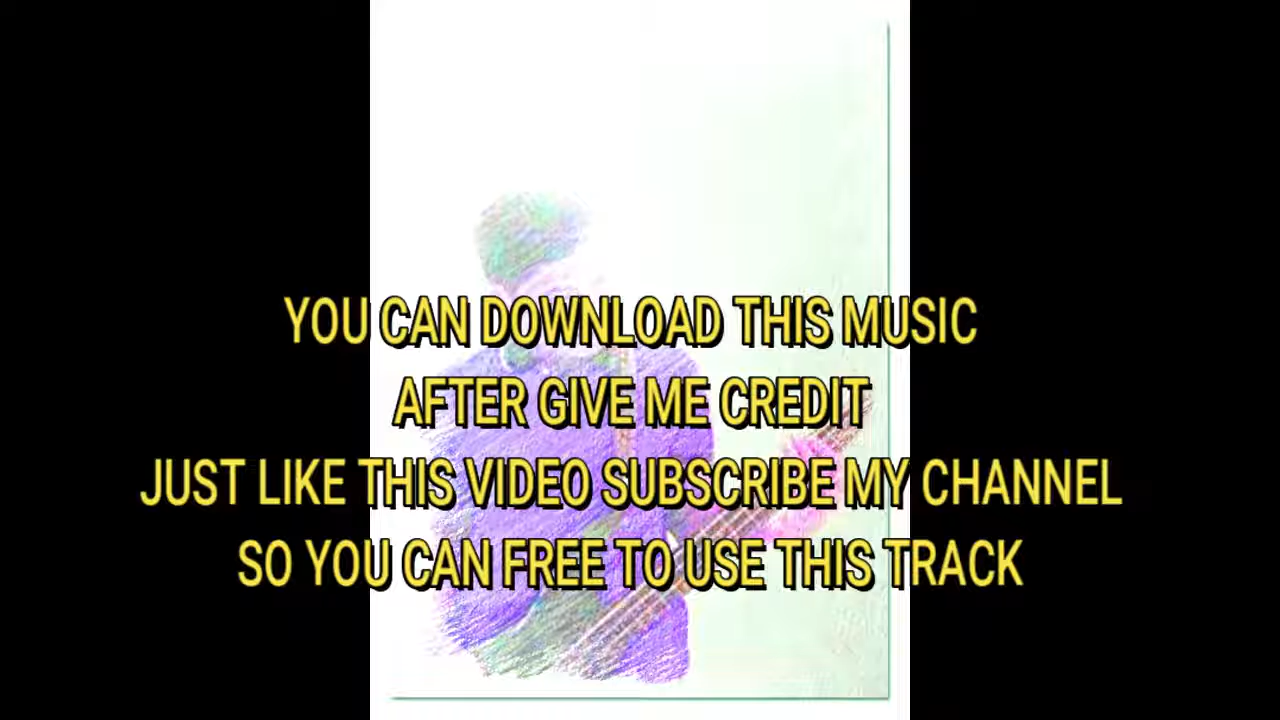 YOU CAN DOWNLOAD THIS MUSIC
AFTER GIVE ME CREDIT
JUST LIKE THIS VIDEO SUBSCRIBE MY CHANNEL
SO YOU CAN FREE TO USE THIS TRACK